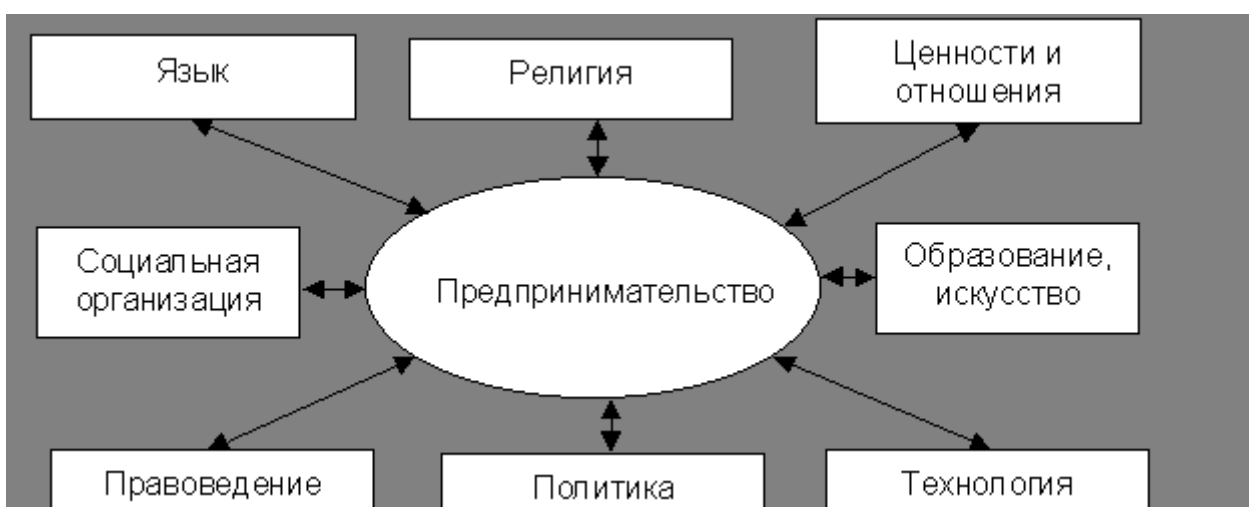 Язык
Религия
Ценности и
отношения
Социальная
организация
Предпринимательство
Образование,
искусство
Правоведение
Политика
Технология